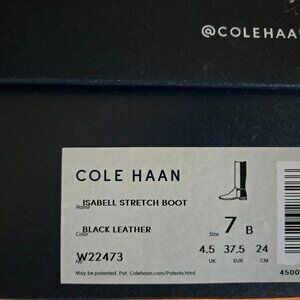 @COLEHAA
COLE HAAN
Name ISABELL STRETCH BOOT
Color BLACK LEATHER
Size 7 B
W22473
4.5 37.5 24
UK EUR CM
May be patented. Pat. Colehaan.com/Patents.html
4500